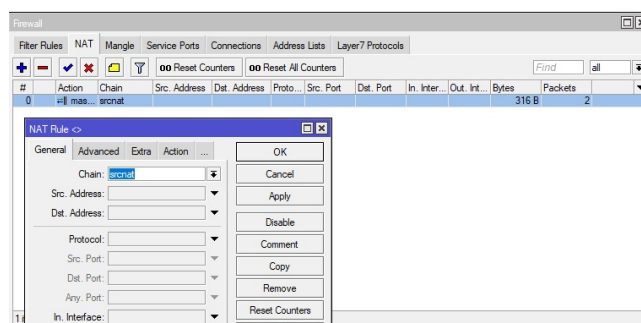 Firewall
Filter Rules NAT Mangle Service Ports Connections Address Lists Layer7 Protocols
00 Reset Counters 00 Reset All Counters Find all
# Action Chain Src. Address Dst. Address Proto... Src. Port Dst. Port In. Inter... Out. Int... Bytes Packets
0 mas... srcnat 316 B 2
NAT Rule <>
General Advanced Extra Action ... OK
Chain: srcnat Cancel
Src. Address: Apply
Dst. Address:
Disable
Protocol: Comment
Src. Port: Copy
Dst. Port:
Any. Port: Remove
In. Interface: Reset Counters